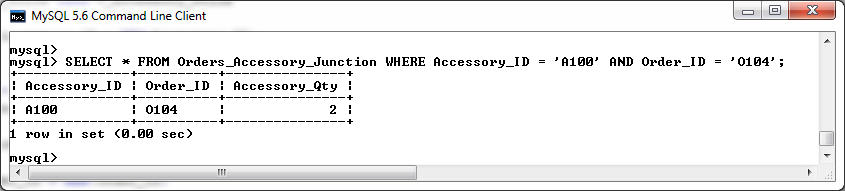 MySQL 5.6 Command Line Client
mysql>
mysql> SELECT * FROM Orders_Accessory_Junction WHERE Accessory_ID = 'A100' AND Order_ID = 'O104';
+--------------+----------+---------------+
| Accessory_ID | Order_ID | Accessory_Qty |
+--------------+----------+---------------+
| A100         | O104     |             2 |
+--------------+----------+---------------+
1 row in set (0.00 sec)
mysql>